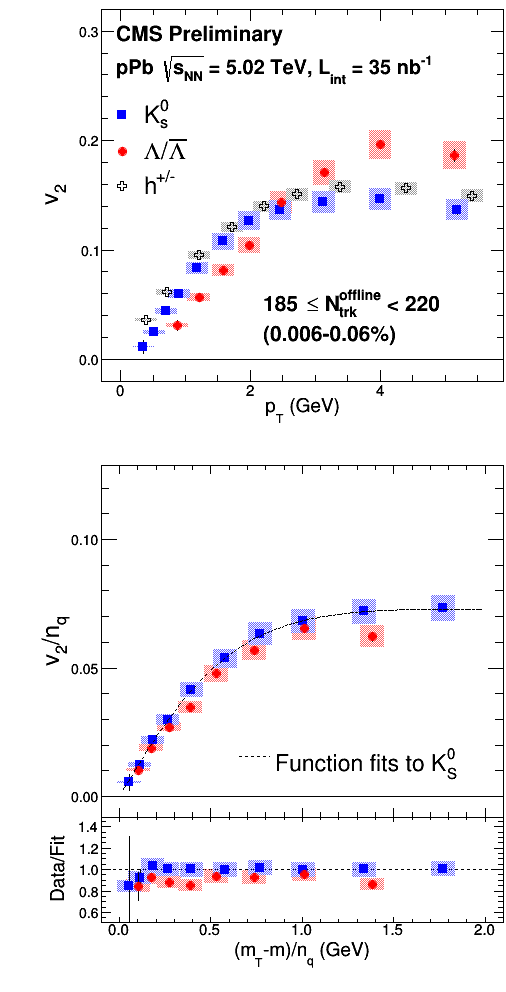 CMS Preliminary
pPb √sNN = 5.02 TeV, Lint = 35 nb-1
K0s
Λ/Λ̅
h+/-
185 ≤ Nofflinetrk < 220
(0.006-0.06%)
v2
0.3
0.2
0.1
0.0
0 2 4
pT (GeV)
v2/nq
0.10
0.05
0.00
Function fits to K0S
Data/Fit
1.4
1.2
1.0
0.8
0.6
0.0 0.5 1.0 1.5 2.0
(mT-m)/nq (GeV)